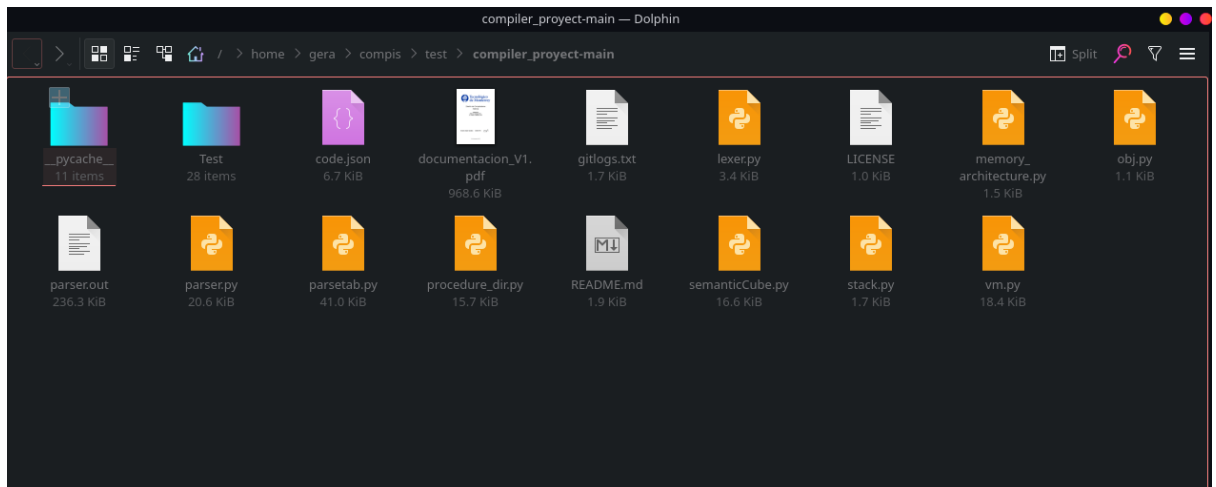 compiler_proyect-main — Dolphin
/ > home > gera > compis > test > compiler_proyect-main
Split
__pycache__
11 items
Test
28 items
code.json
6.7 KiB
documentacion_V1.
pdf
968.6 KiB
gitlogs.txt
1.7 KiB
lexer.py
3.4 KiB
LICENSE
1.0 KiB
memory_
architecture.py
1.5 KiB
obj.py
1.1 KiB
parser.out
236.3 KiB
parser.py
20.6 KiB
parsetab.py
41.0 KiB
procedure_dir.py
15.7 KiB
README.md
1.9 KiB
semanticCube.py
16.6 KiB
stack.py
1.7 KiB
vm.py
18.4 KiB